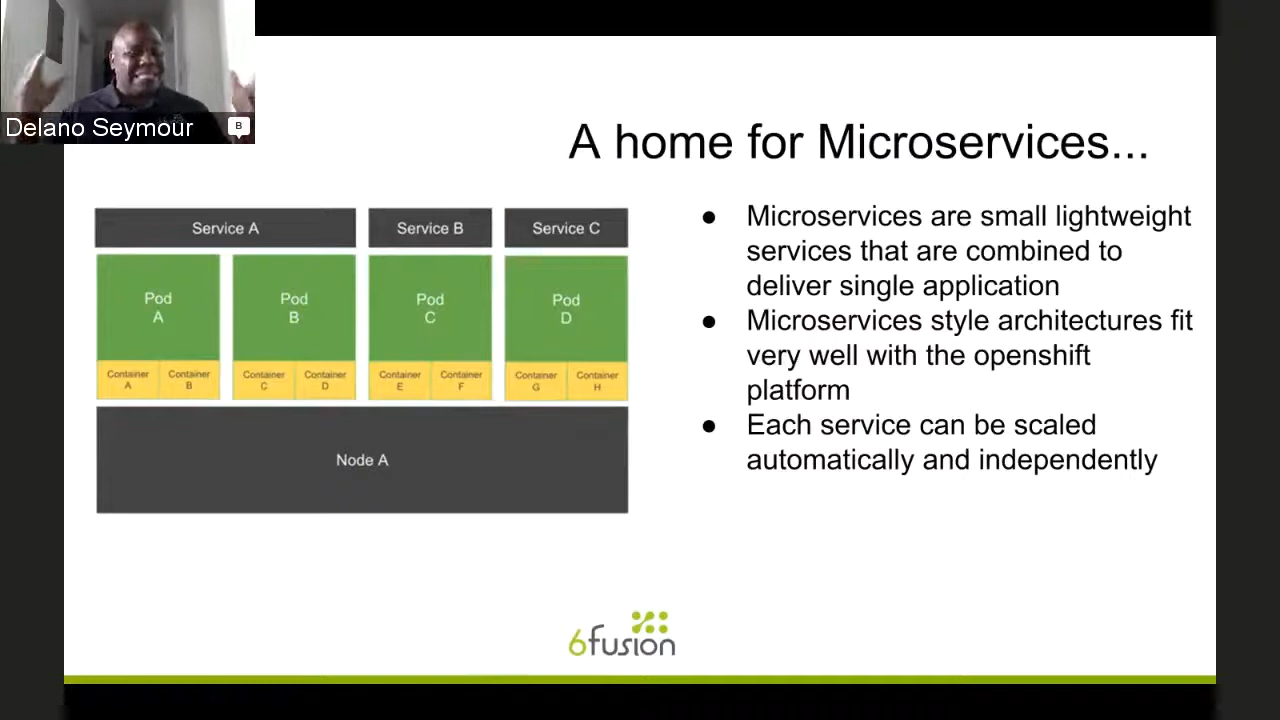 Delano Seymour
B
A home for Microservices...
Service A
Service B
Service C
Pod
A
Pod
B
Pod
C
Pod
D
Container
A
Container
B
Container
C
Container
D
Container
E
Container
F
Container
G
Container
H
Node A
● Microservices are small lightweight
services that are combined to
deliver single application
● Microservices style architectures fit
very well with the openshift
platform
● Each service can be scaled
automatically and independently
6fusion